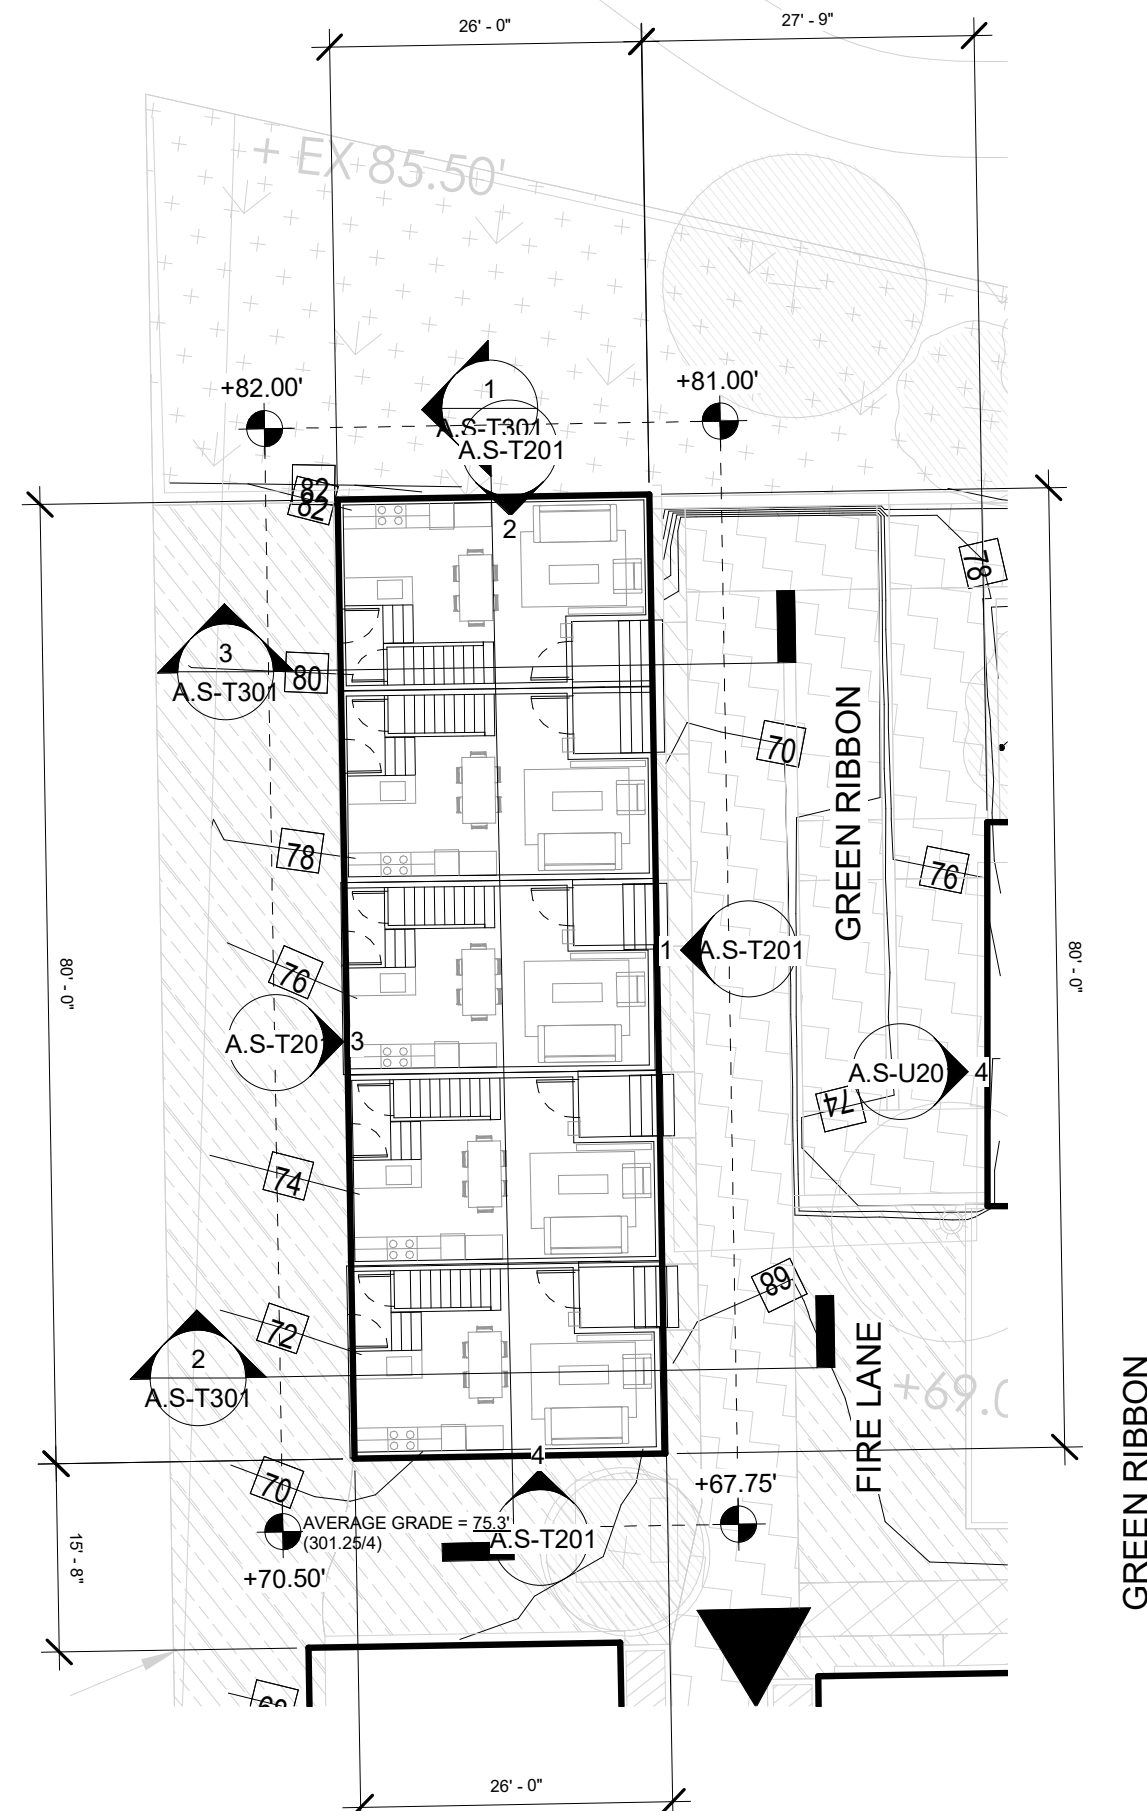 26' - 0"
27' - 9"
+ EX 85.50'
+82.00'
+81.00'
1
A.S-T301
A.S-T201
2
82
82
78
3
A.S-T301
80
70
GREEN RIBBON
78
76
76
1
A.S-T201
80' - 0"
80' - 0"
A.S-T20
3
A.S-U20
4
74
74
68
72
2
A.S-T301
FIRE LANE
+69.0
GREEN RIBBON
4
70
+67.75'
AVERAGE GRADE = 75.3'
(301.25/4)
A.S-T201
+70.50'
15' - 8"
26' - 0"